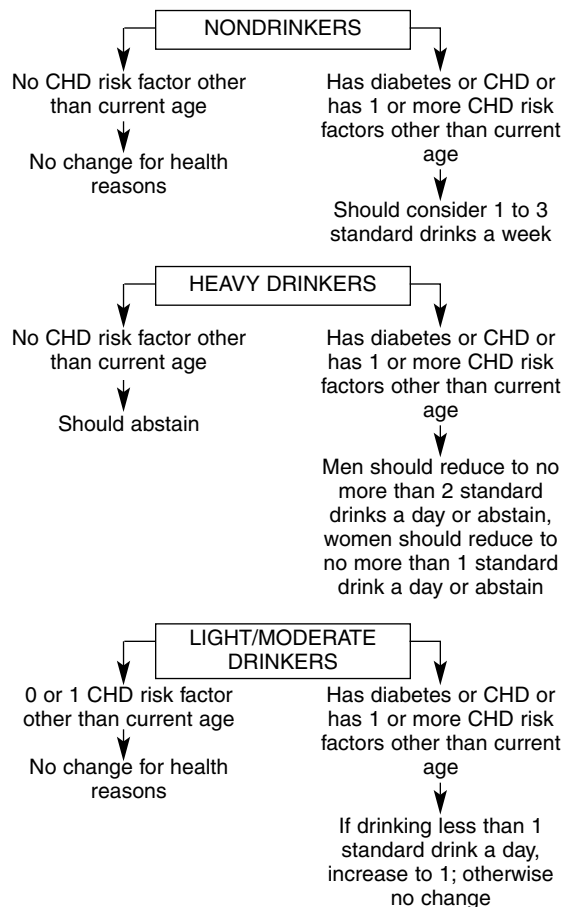 NONDRINKERS
No CHD risk factor other
than current age
No change for health
reasons
Has diabetes or CHD or
has 1 or more CHD risk
factors other than current
age
Should consider 1 to 3
standard drinks a week
HEAVY DRINKERS
No CHD risk factor other
than current age
Should abstain
Has diabetes or CHD or
has 1 or more CHD risk
factors other than current
age
Men should reduce to no
more than 2 standard
drinks a day or abstain,
women should reduce to
no more than 1 standard
drink a day or abstain
LIGHT/MODERATE
DRINKERS
0 or 1 CHD risk factor
other than current age
No change for health
reasons
Has diabetes or CHD or
has 1 or more CHD risk
factors other than current
age
If drinking less than 1
standard drink a day,
increase to 1; otherwise
no change